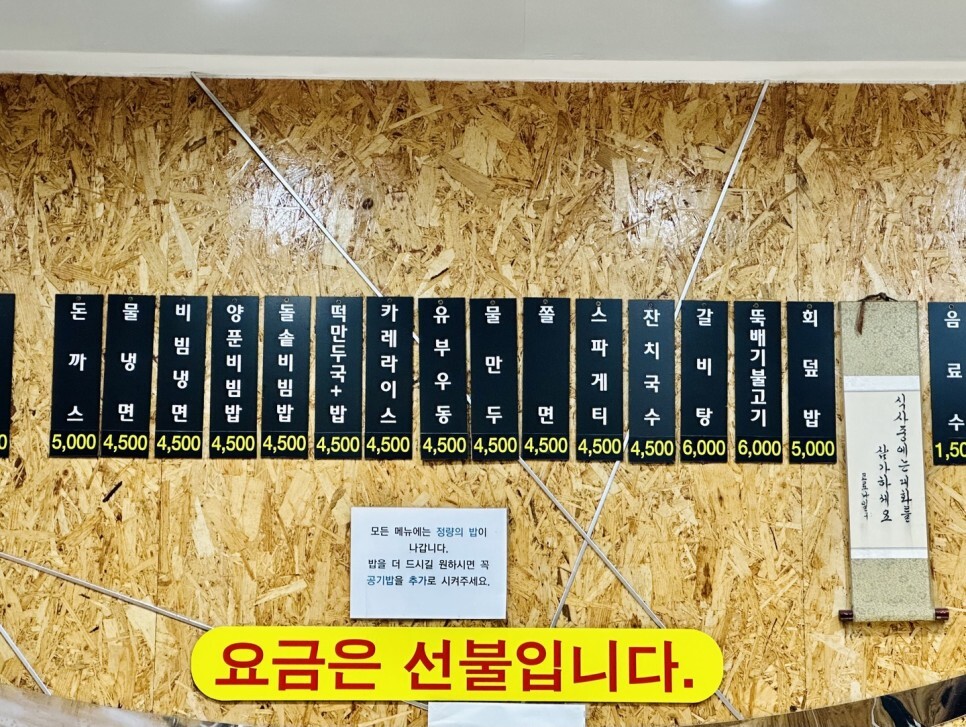 돈까스
5,000
물냉면
4,500
비빔냉면
4,500
양푼비빔밥
4,500
돌솥비빔밥
4,500
떡만두국+밥
4,500
카레라이스
4,500
유부우동
4,500
물만두
4,500
쫄면
4,500
스파게티
4,500
잔치국수
4,500
갈비탕
6,000
뚝배기불고기
6,000
회덮밥
5,000
식사중에는 대화를
삼가하세요
음료수
모든 메뉴에는 정량의 밥이
나갑니다.
밥을 더 드시길 원하시면 꼭
공기밥을 추가로 시켜주세요.
요금은 선불입니다.